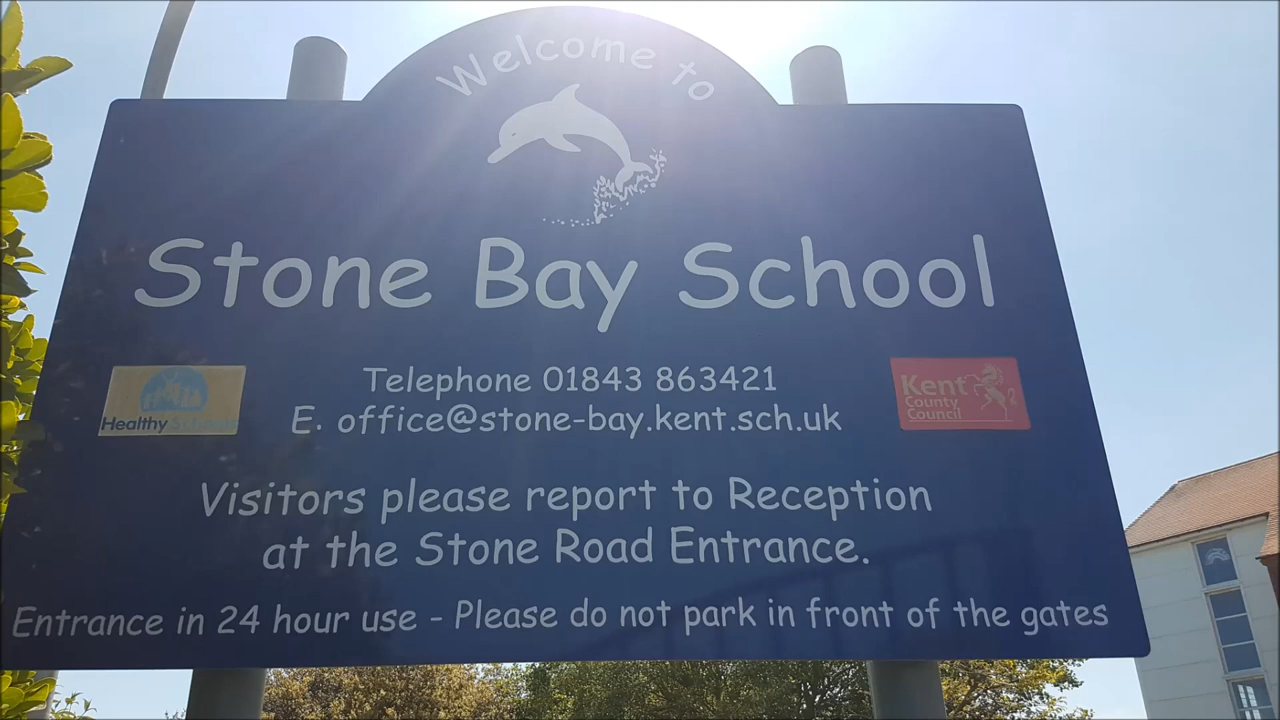 Welcome to
Stone Bay School
Telephone 01843 863421
E. office@stone-bay.kent.sch.uk
Healthy Schools
Kent
County
Council
Visitors please report to Reception
at the Stone Road Entrance.
Entrance in 24 hour use - Please do not park in front of the gates